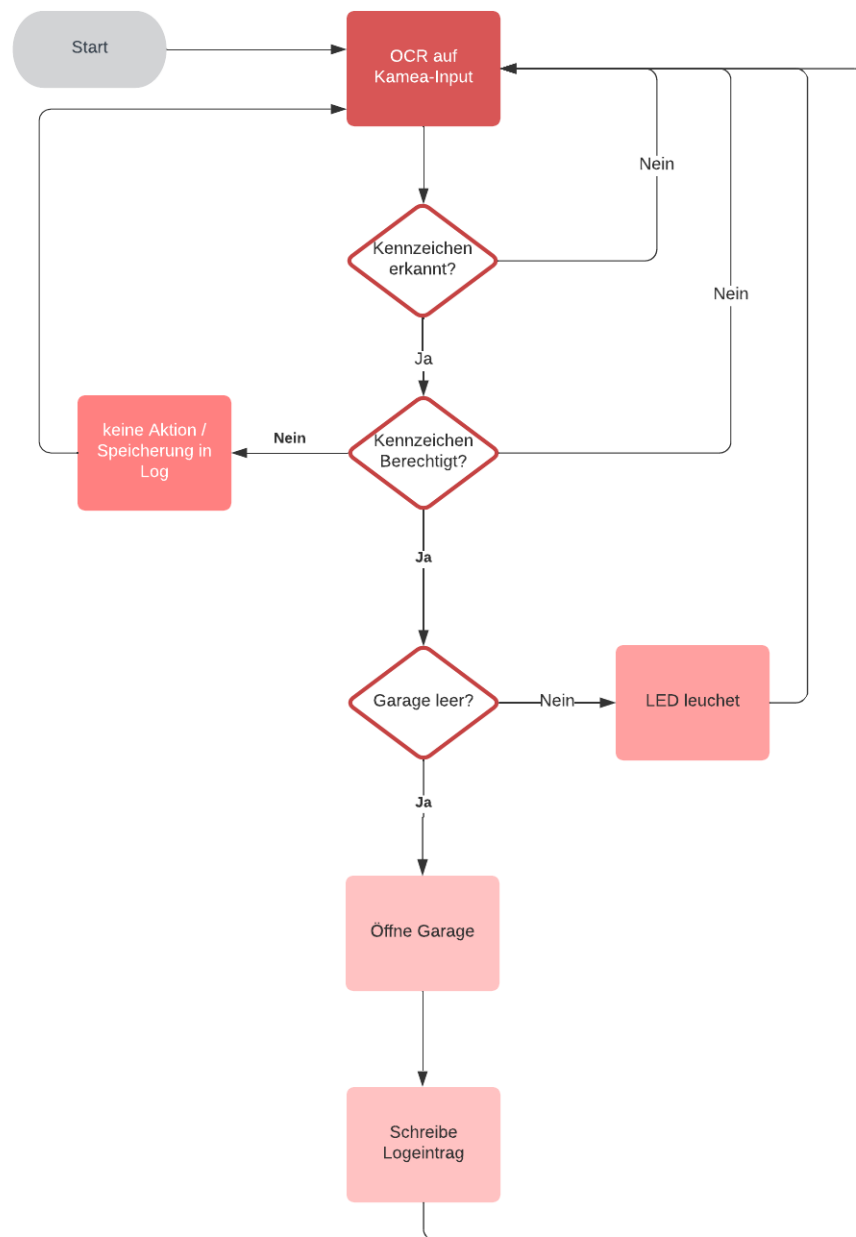 Start
OCR auf
Kamea-Input
Nein
Kennzeichen
erkannt?
Nein
Ja
keine Aktion /
Speicherung in
Log
Nein
Kennzeichen
Berechtigt?
Ja
Garage leer?
Nein
LED leuchet
Ja
Öffne Garage
Schreibe
Logeintrag